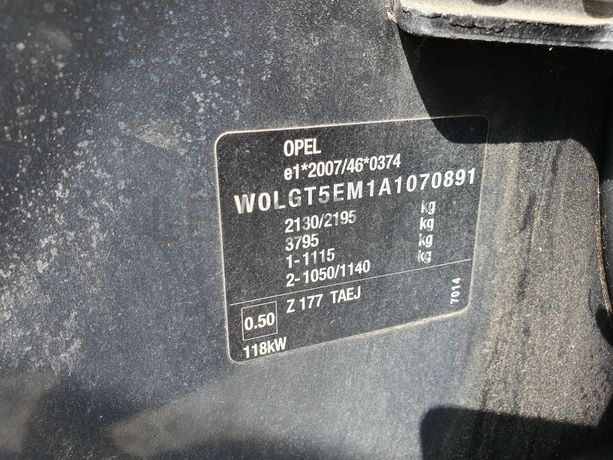 OPEL
e1*2007/46*0374
W0LGT5EM1A1070891
2130/2195 kg
3795 kg
1-1115 kg
2-1050/1140 kg
0.50 Z 177 TAEJ
118kW
7014